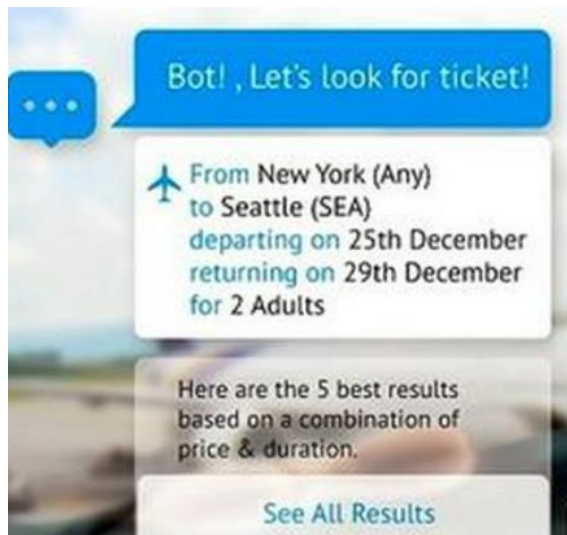 Bot! , Let's look for ticket!
From New York (Any)
to Seattle (SEA)
departing on 25th December
returning on 29th December
for 2 Adults
Here are the 5 best results
based on a combination of
price & duration.
See All Results